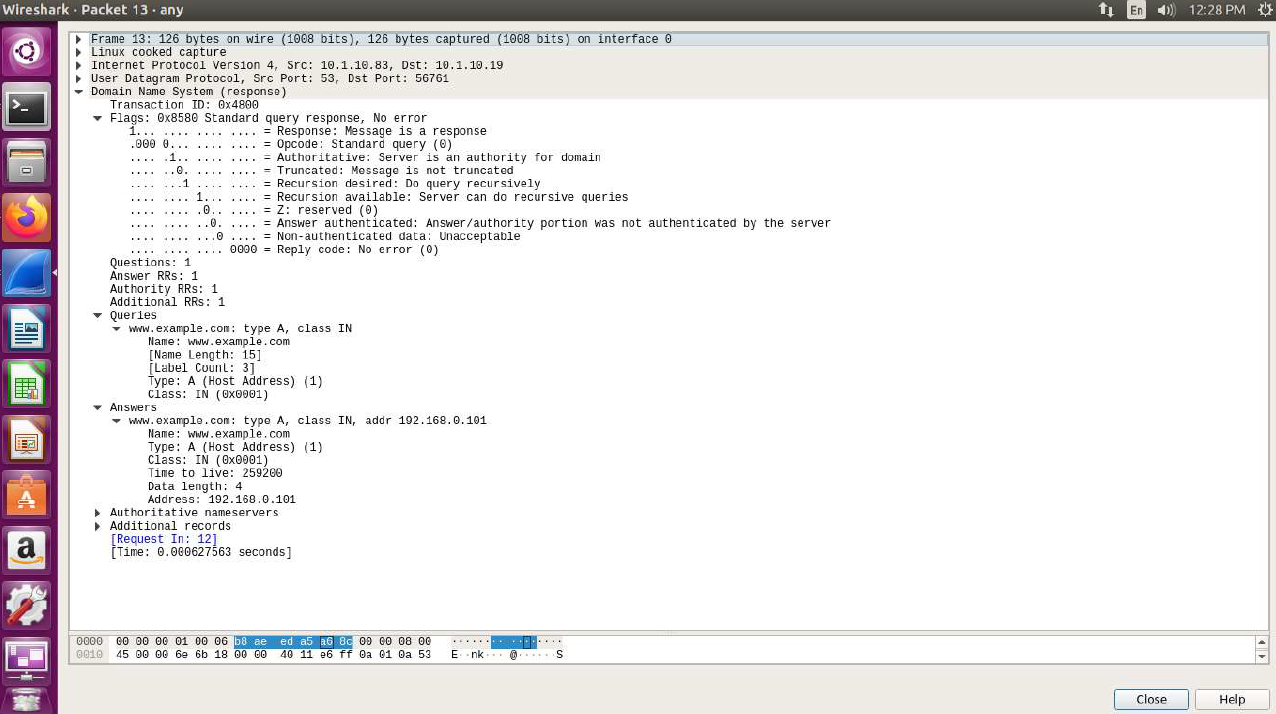 Wireshark · Packet 13 · any
En
12:28 PM
Frame 13: 126 bytes on wire (1008 bits), 126 bytes captured (1008 bits) on interface 0
Linux cooked capture
Internet Protocol Version 4, Src: 10.1.10.83, Dst: 10.1.10.19
User Datagram Protocol, Src Port: 53, Dst Port: 56761
Domain Name System (response)
Transaction ID: 0x4800
Flags: 0x8580 Standard query response, No error
1... .... .... .... = Response: Message is a response
.000 0... .... .... = Opcode: Standard query (0)
.... .1.. .... .... = Authoritative: Server is an authority for domain
.... ..0. .... .... = Truncated: Message is not truncated
.... ...1 .... .... = Recursion desired: Do query recursively
.... .... 1... .... = Recursion available: Server can do recursive queries
.... .... .0.. .... = Z: reserved (0)
.... .... ..0. .... = Answer authenticated: Answer/authority portion was not authenticated by the server
.... .... ...0 .... = Non-authenticated data: Unacceptable
.... .... .... 0000 = Reply code: No error (0)
Questions: 1
Answer RRs: 1
Authority RRs: 1
Additional RRs: 1
Queries
www.example.com: type A, class IN
Name: www.example.com
[Name Length: 15]
[Label Count: 3]
Type: A (Host Address) (1)
Class: IN (0x0001)
Answers
www.example.com: type A, class IN, addr 192.168.0.101
Name: www.example.com
Type: A (Host Address) (1)
Class: IN (0x0001)
Time to live: 259200
Data length: 4
Address: 192.168.0.101
Authoritative nameservers
Additional records
[Request In: 12]
[Time: 0.000627563 seconds]
0000 00 00 00 01 00 06 b8 ae ed a5 a6 8c 00 00 08 00 ········ ········
0010 45 00 00 6e 6b 18 00 00 40 11 e6 ff 0a 01 0a 53 E··nk··· @······S
Close
Help